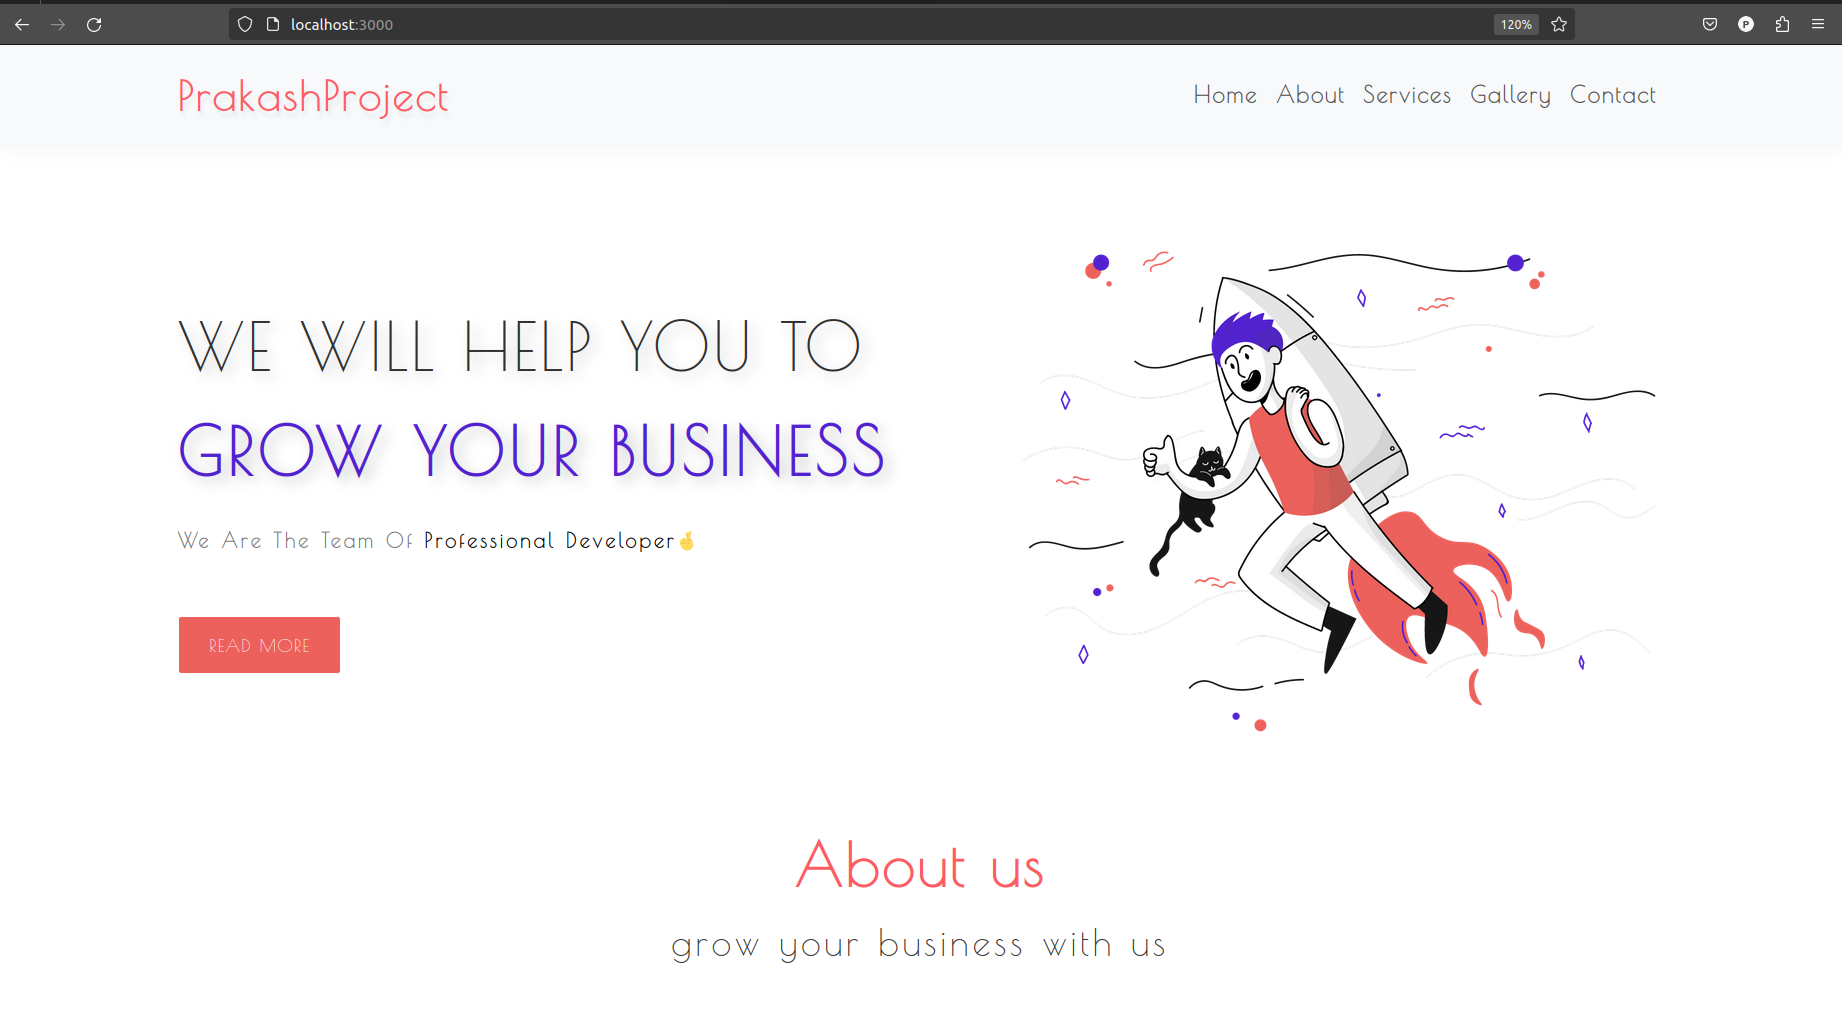 localhost:3000
120%
P
PrakashProject
Home About Services Gallery Contact
WE WILL HELP YOU TO
GROW YOUR BUSINESS
We Are The Team Of Professional Developer🤞
READ MORE
About us
grow your business with us